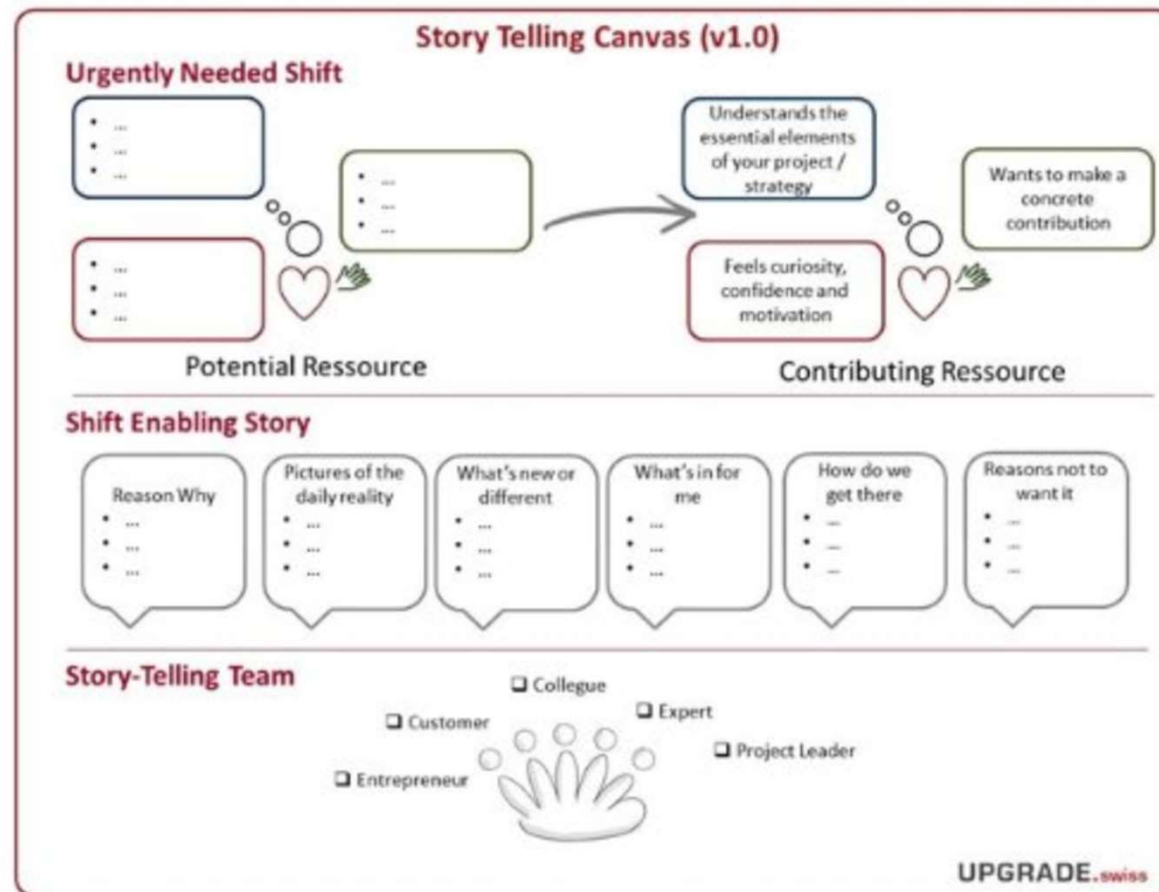 Story Telling Canvas (v1.0)
Urgently Needed Shift
• ...
• ...
• ...
• ...
• ...
• ...
• ...
• ...
• ...
Potential Ressource
Understands the
essential elements
of your project /
strategy
Wants to make a
concrete
contribution
Feels curiosity,
confidence and
motivation
Contributing Ressource
Shift Enabling Story
Reason Why
• ...
• ...
• ...
Pictures of the
daily reality
• ...
• ...
• ...
What's new or
different
• ...
• ...
• ...
What's in for
me
• ...
• ...
• ...
How do we
get there
• ...
• ...
• ...
Reasons not to
want it
• ...
• ...
• ...
Story-Telling Team
❑ Collegue
❑ Customer
❑ Expert
❑ Project Leader
❑ Entrepreneur
UPGRADE.swiss